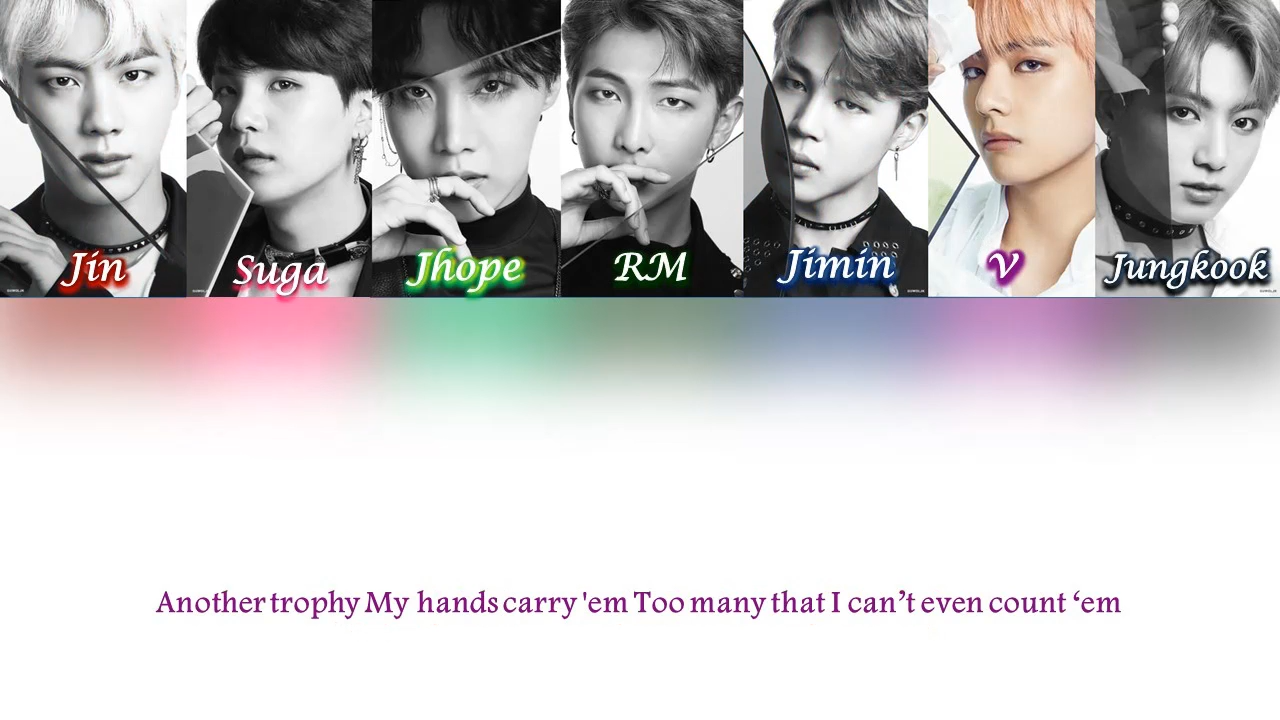 Jin Suga Jhope RM Jimin V Jungkook
Another trophy My hands carry 'em Too many that I can’t even count ‘em